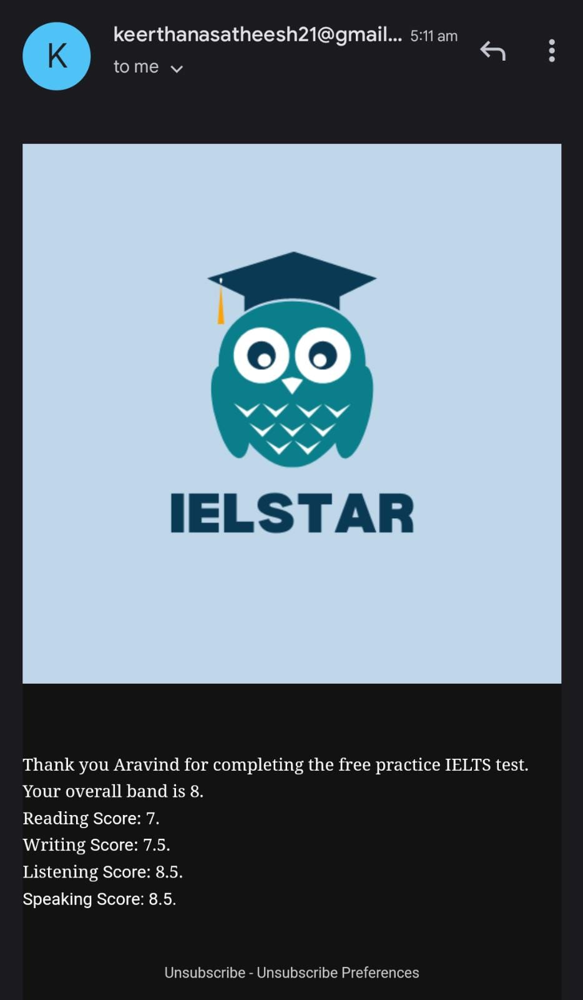 K
keerthanasatheesh21@gmail... 5:11 am
to me
IELSTAR
Thank you Aravind for completing the free practice IELTS test.
Your overall band is 8.
Reading Score: 7.
Writing Score: 7.5.
Listening Score: 8.5.
Speaking Score: 8.5.
Unsubscribe - Unsubscribe Preferences